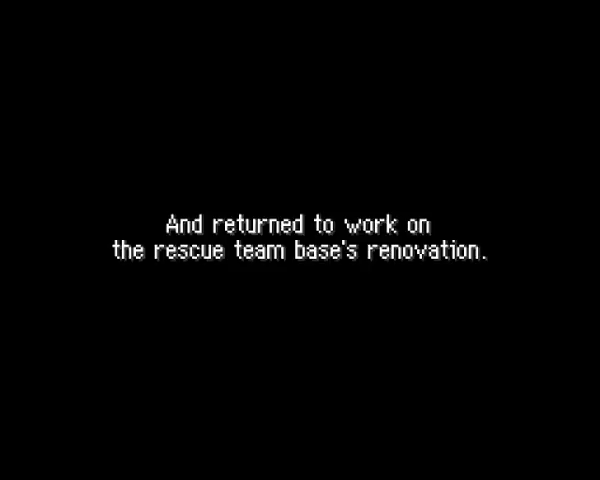 And returned to work on
the rescue team base's renovation.